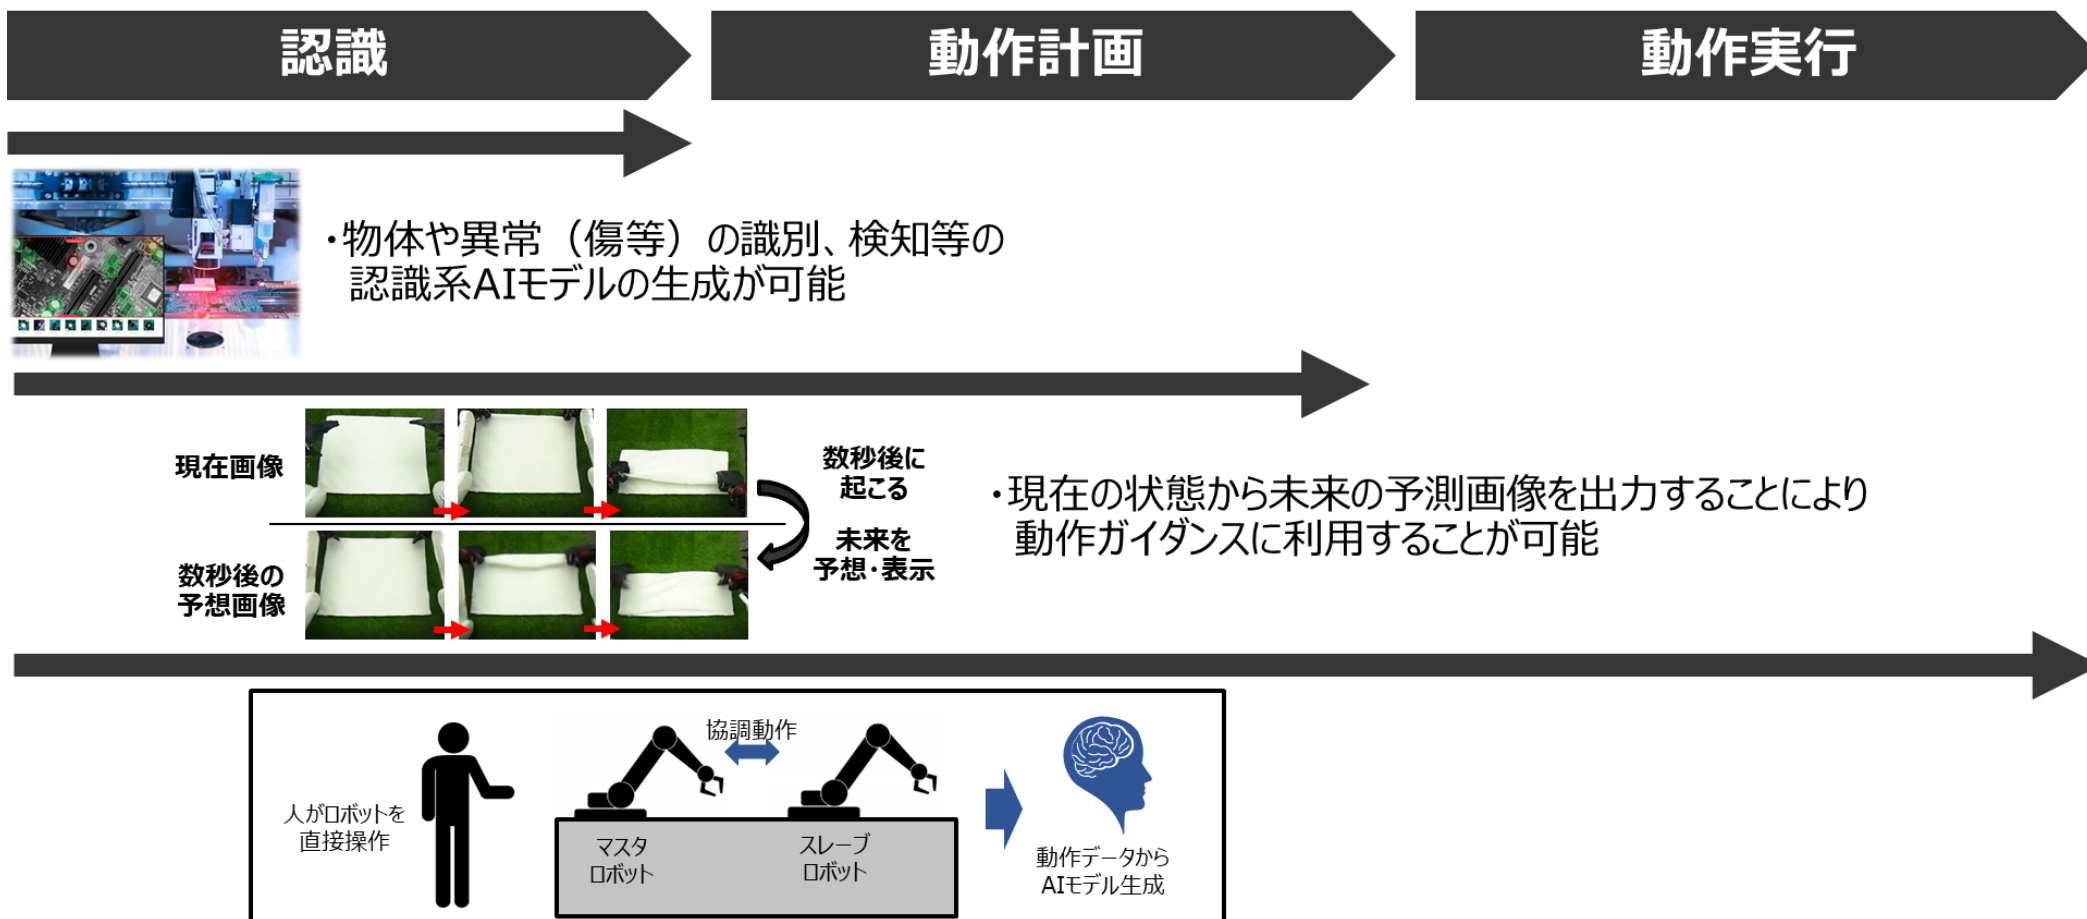 認識
動作計画
動作実行
・物体や異常（傷等）の識別、検知等の
認識系AIモデルの生成が可能
現在画像
数秒後に
起こる
未来を
予想・表示
数秒後の
予想画像
・現在の状態から未来の予測画像を出力することにより
動作ガイダンスに利用することが可能
人がロボットを
直接操作
協調動作
マスタ
ロボット
スレーブ
ロボット
動作データから
AIモデル生成